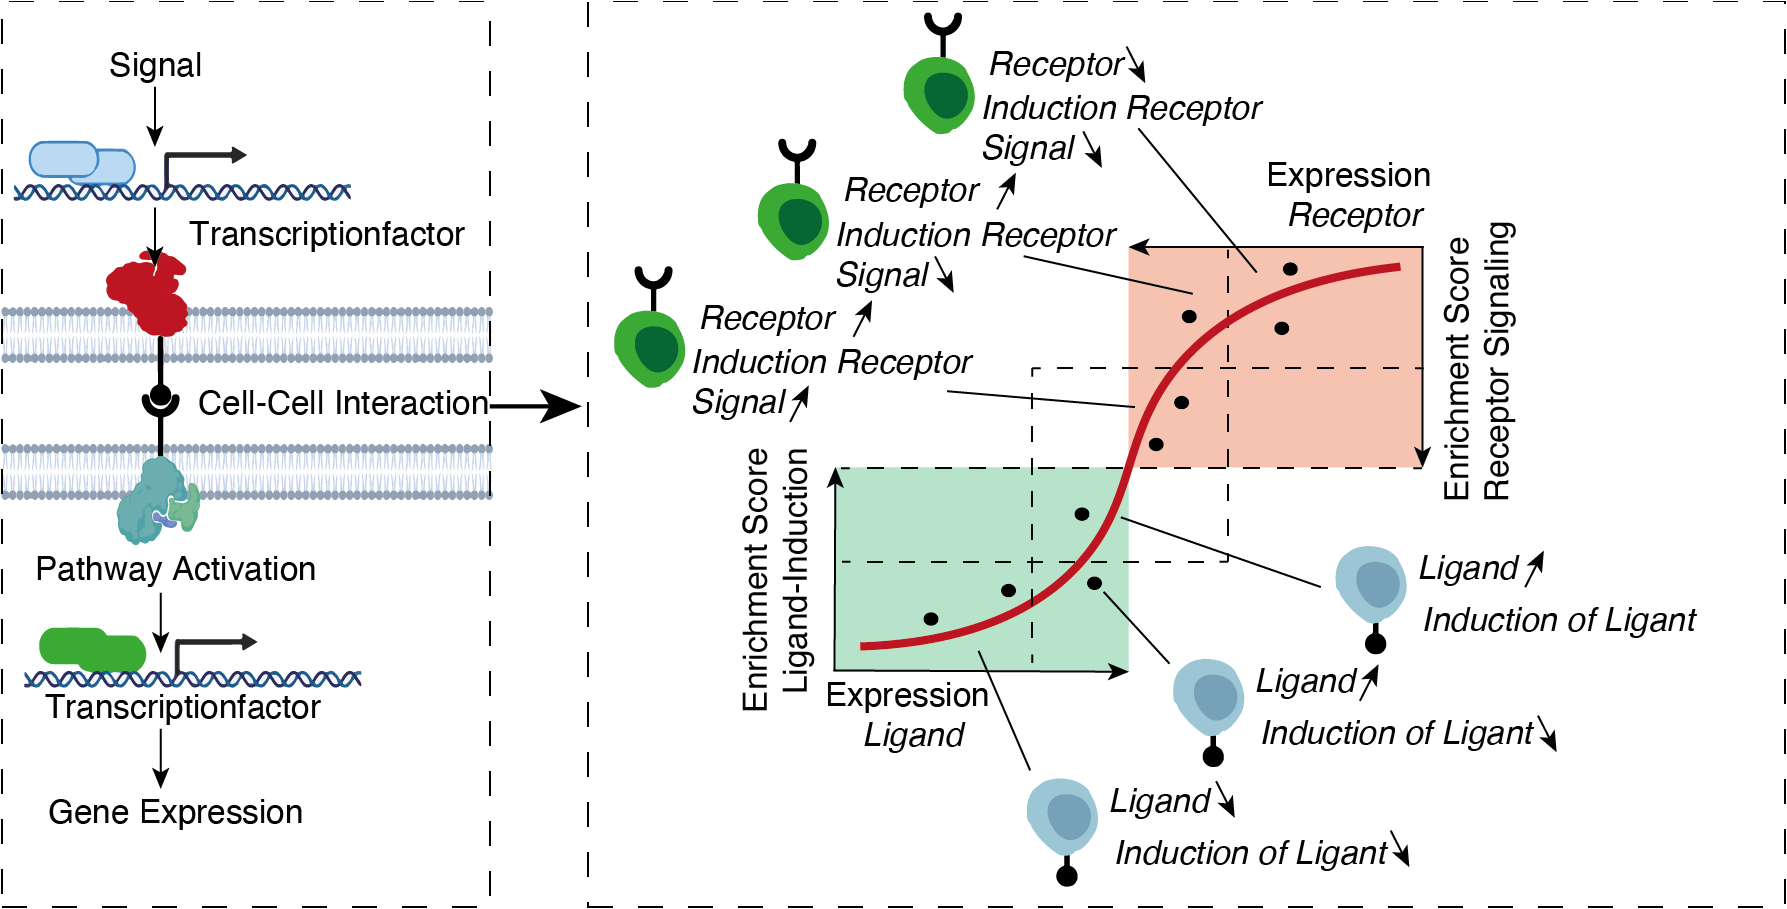 Signal
Transcriptionfactor
Cell-Cell Interaction
Pathway Activation
Transcriptionfactor
Gene Expression
Receptor
Induction Receptor
Signal
Receptor
Induction Receptor
Signal
Receptor
Induction Receptor
Signal
Expression
Receptor
Enrichment Score
Receptor Signaling
Enrichment Score
Ligand-Induction
Expression
Ligand
Ligand
Induction of Ligant
Ligand
Induction of Ligant
Ligand
Induction of Ligant